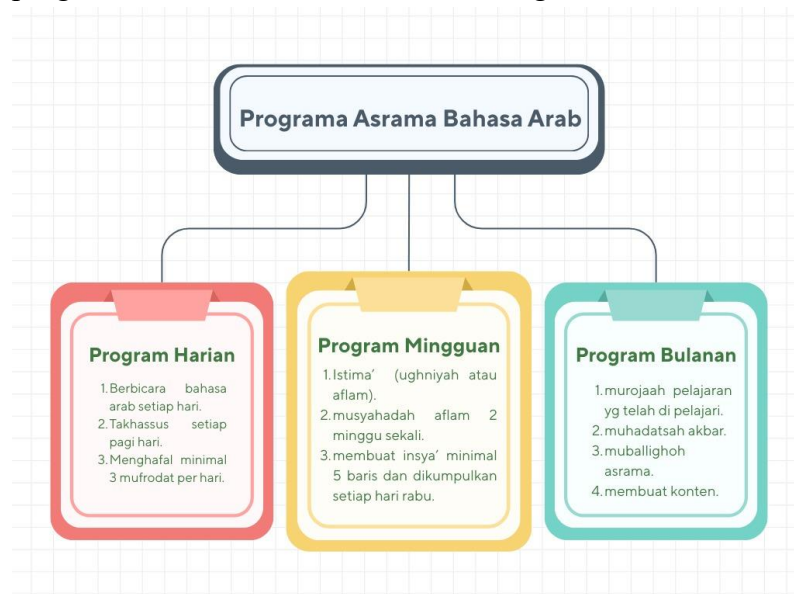 Programa Asrama Bahasa Arab
Program Harian
1. Berbicara bahasa
arab setiap hari.
2. Takhassus setiap
pagi hari.
3. Menghafal minimal
3 mufrodat per hari.
Program Mingguan
1. Istima’ (ughniyah atau
aflam).
2. musyahadah aflam 2
minggu sekali.
3. membuat insya’ minimal
5 baris dan dikumpulkan
setiap hari rabu.
Program Bulanan
1. murojaah pelajaran
yg telah di pelajari.
2. muhadatsah akbar.
3. muballighoh
asrama.
4. membuat konten.